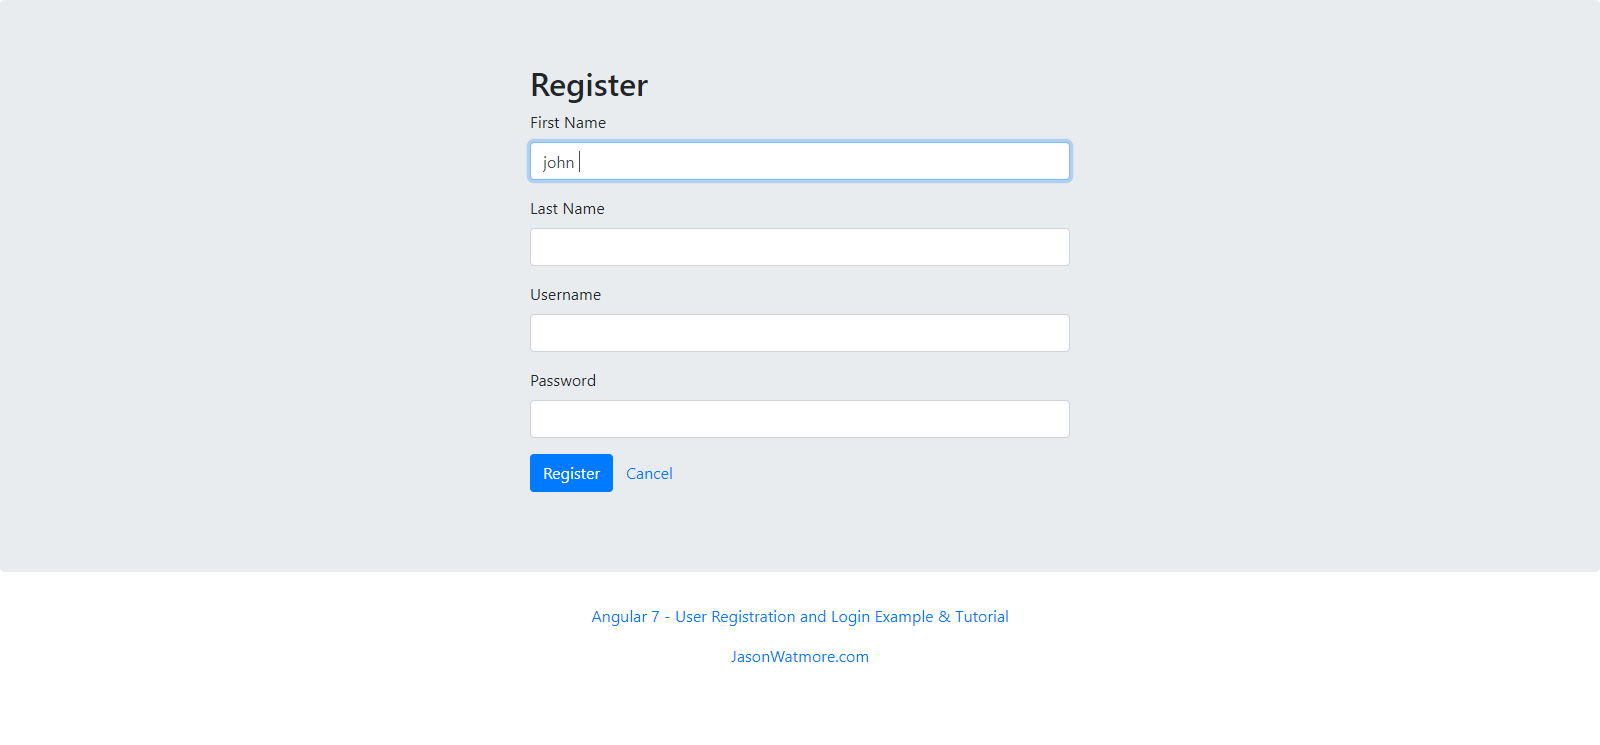 Register
First Name
john
Last Name
Username
Password
Register Cancel
Angular 7 - User Registration and Login Example & Tutorial
JasonWatmore.com